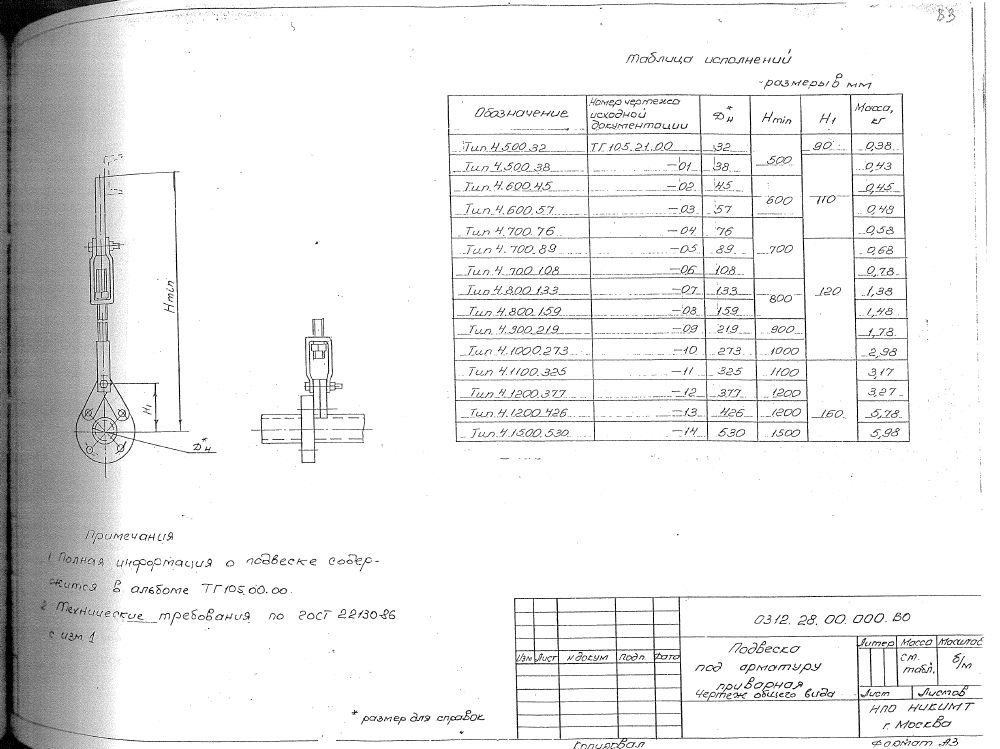 83
Таблица исполнений
размеры в мм
Обозначение Номер чертежа исходной документации Дн* Hmin H1 Масса, кг
Тип 4.500.32 ТГ105.21.00 32 500 90 0,38
Тип 4.500.38 -01 38 110 0,43
Тип 4.600.45 -02 45 600 0,45
Тип 4.600.57 -03 57 0,48
Тип 4.700.76 -04 76 700 0,58
Тип 4.700.89 -05 89 120 0,68
Тип 4.700.108 -06 108 0,78
Тип 4.800.133 -07 133 800 1,38
Тип 4.800.159 -08 159 1,48
Тип 4.900.219 -09 219 900 1,78
Тип 4.1000.273 -10 273 1000 2,98
Тип 4.1100.325 -11 325 1100 160 3,17
Тип 4.1200.377 -12 377 1200 3,27
Тип 4.1200.426 -13 426 1200 5,78
Тип 4.1500.530 -14 530 1500 5,98
Hmin
H1
Дн*
Примечания
1 Полная информация о подвеске содер-
жится в альбоме ТГ105.00.00.
2 Технические требования по ГОСТ 22130-86
с изм 1
* размер для справок
0312.28.00.000.ВО
Изм Лист N докум Подп. Дата
Подвеска
под арматуру
приварная
Чертеж общего вида
Литер Масса Масштаб
ст. табл. б/м
Лист Листов
НПО НИКИМТ
г. Москва
Копировал Формат А3